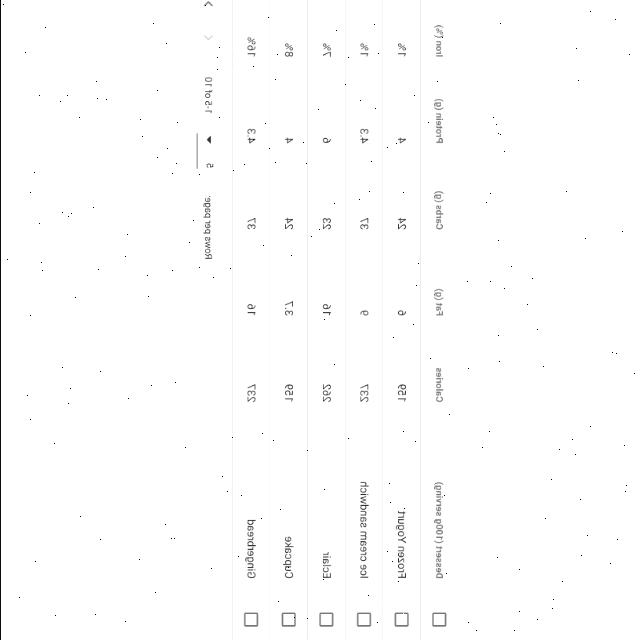 Dessert (100g serving) Calories Fat (g) Carbs (g) Protein (g) Iron (%)
Frozen Yogurt 159 6 24 4 1%
Ice cream sandwich 237 9 37 4.3 1%
Eclair 262 16 23 6 7%
Cupcake 159 3.7 24 4 8%
Gingerbread 237 16 37 4.3 16%
Rows per page: 5 1-5 of 10